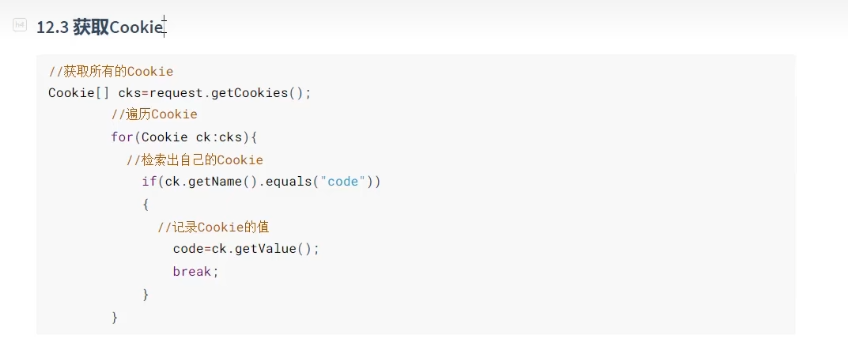 12.3 获取Cookie
//获取所有的Cookie
Cookie[] cks=request.getCookies();
//遍历Cookie
for(Cookie ck:cks){
//检索出自己的Cookie
if(ck.getName().equals("code"))
{
//记录Cookie的值
code=ck.getValue();
break;
}
}